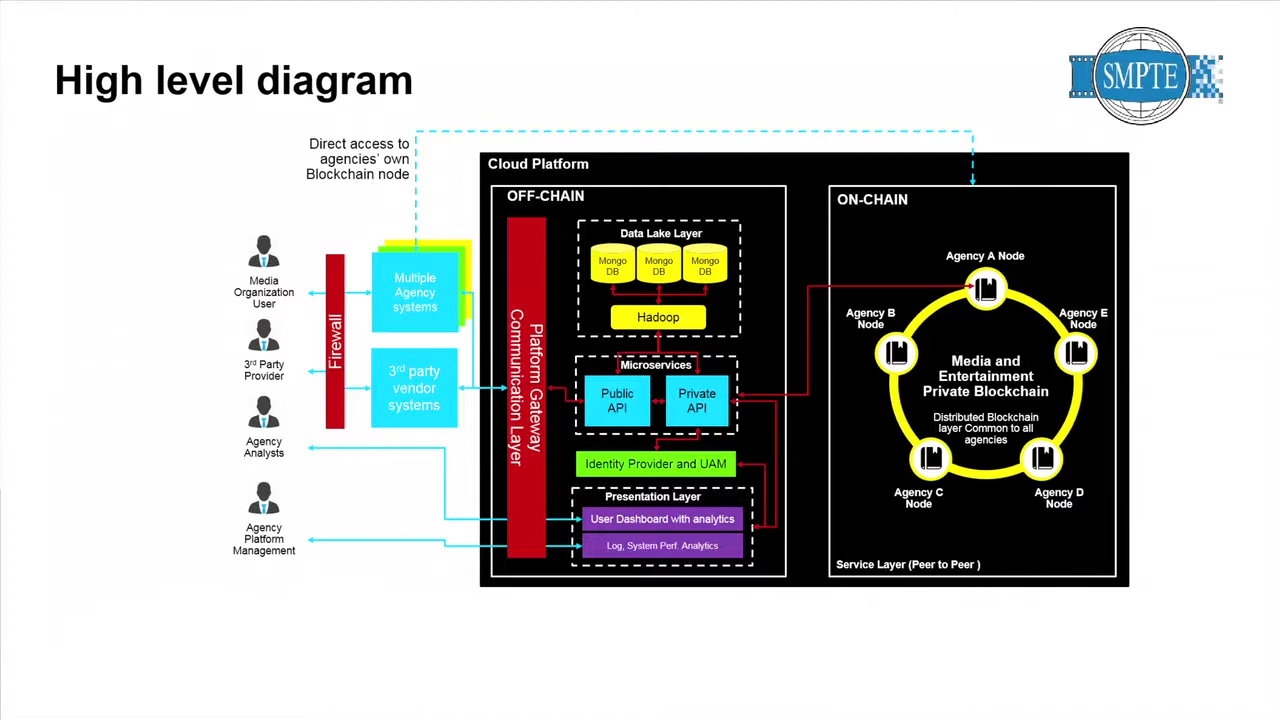 High level diagram
SMPTE
Direct access to
agencies' own
Blockchain node
Cloud Platform
OFF-CHAIN
ON-CHAIN
Media
Organization
User
3rd Party
Provider
Agency
Analysts
Agency
Platform
Management
Firewall
Multiple
Agency
systems
3rd party
vendor
systems
Platform Gateway
Communication Layer
Data Lake Layer
Mongo
DB
Mongo
DB
Mongo
DB
Hadoop
Microservices
Public
API
Private
API
Identity Provider and UAM
Presentation Layer
User Dashboard with analytics
Log, System Perf. Analytics
Agency A Node
Agency B
Node
Agency E
Node
Media and
Entertainment
Private Blockchain
Distributed Blockchain
layer Common to all
agencies
Agency C
Node
Agency D
Node
Service Layer (Peer to Peer )